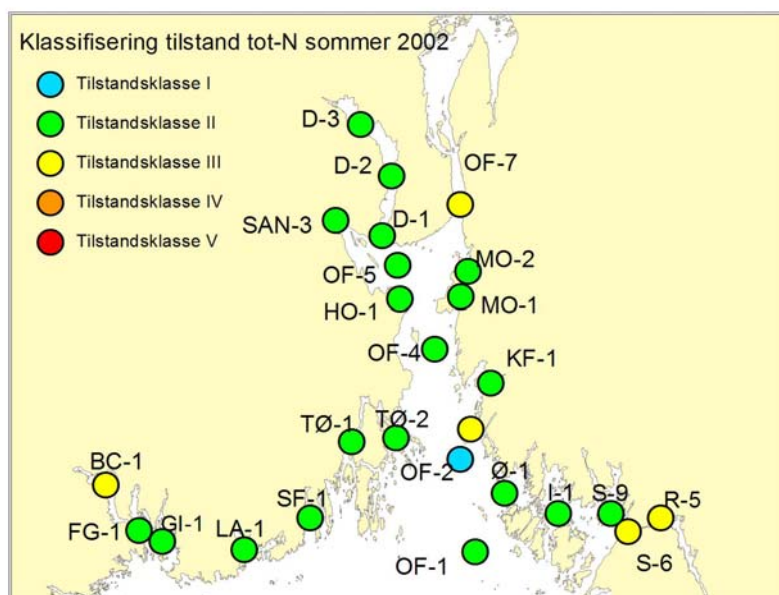 Klassifisering tilstand tot-N sommer 2002
Tilstandsklasse I
Tilstandsklasse II
Tilstandsklasse III
Tilstandsklasse IV
Tilstandsklasse V
D-3
D-2
OF-7
SAN-3
D-1
OF-5
MO-2
HO-1
MO-1
OF-4
KF-1
TØ-1
TØ-2
BC-1
OF-2
Ø-1
I-1
S-9
R-5
SF-1
FG-1
GI-1
LA-1
S-6
OF-1